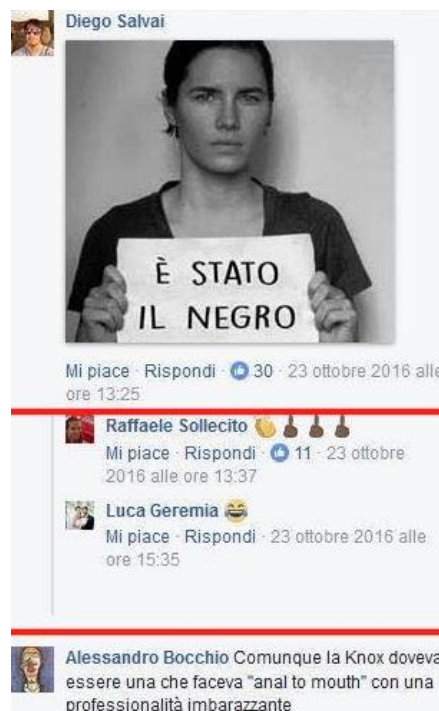 Diego Salvai
È STATO
IL NEGRO
Mi piace · Rispondi · 30 · 23 ottobre 2016 alle
ore 13:25
Raffaele Sollecito 👏🖕🏿🖕🏿🖕🏿
Mi piace · Rispondi · 11 · 23 ottobre
2016 alle ore 13:37
Luca Geremia 😂
Mi piace · Rispondi · 23 ottobre 2016 alle
ore 15:35
Alessandro Bocchio Comunque la Knox doveva
essere una che faceva "anal to mouth" con una
professionalità imbarazzante